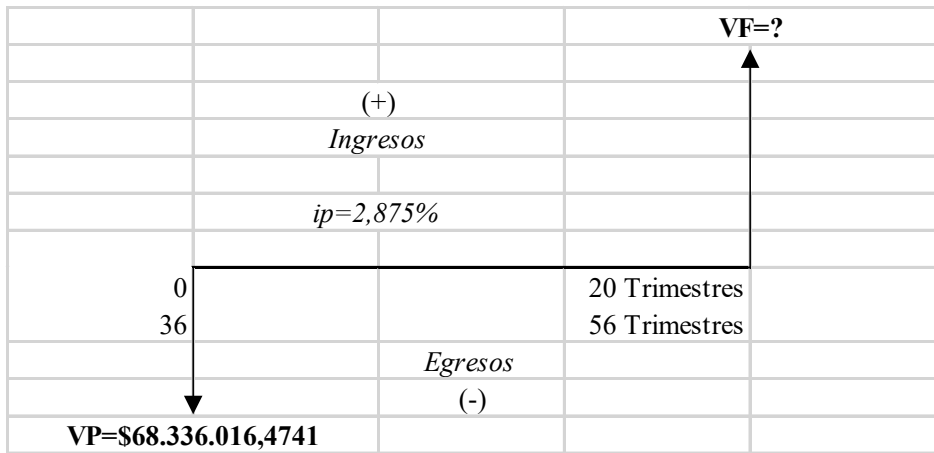 VF=?
(+)
Ingresos
ip=2,875%
0 20 Trimestres
36 56 Trimestres
Egresos
(-)
VP=$68.336.016,4741